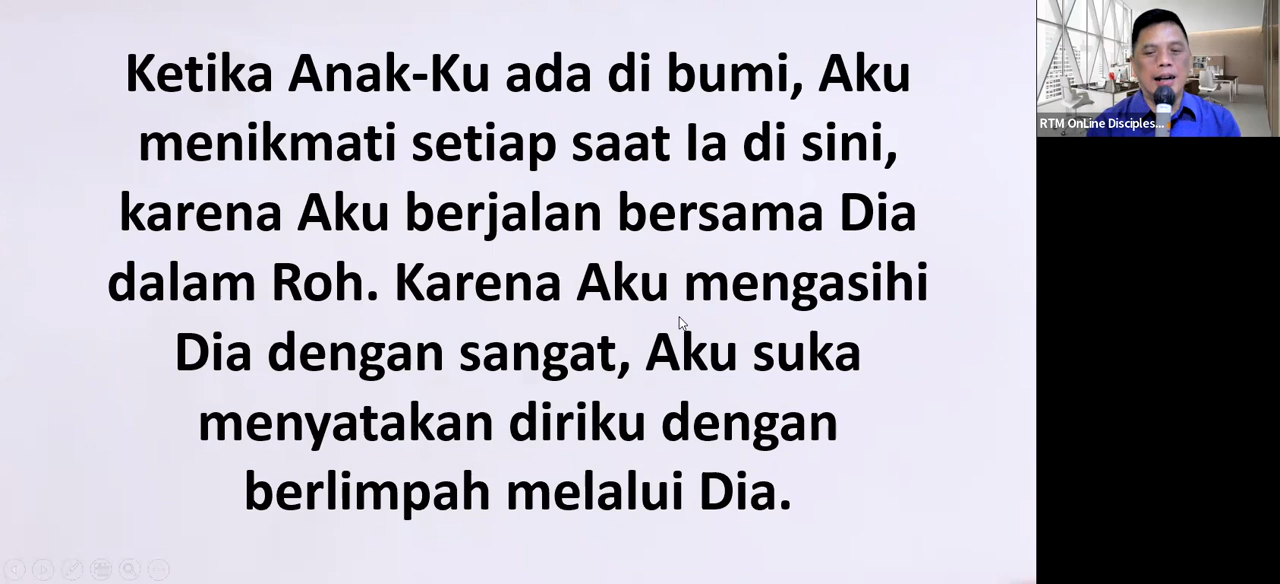 Ketika Anak-Ku ada di bumi, Aku
menikmati setiap saat Ia di sini,
karena Aku berjalan bersama Dia
dalam Roh. Karena Aku mengasihi
Dia dengan sangat, Aku suka
menyatakan diriku dengan
berlimpah melalui Dia.
RTM OnLine Disciples...